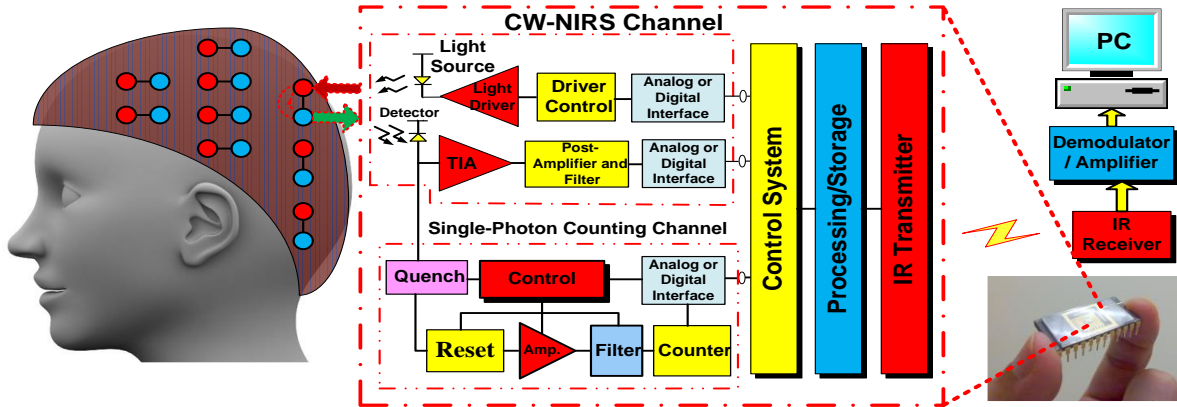 CW-NIRS Channel
Light
Source
Light
Driver
Driver
Control
Analog or
Digital
Interface
Detector
TIA
Post-
Amplifier and
Filter
Analog or
Digital
Interface
Single-Photon Counting Channel
Quench
Control
Analog or
Digital
Interface
Reset
Amp.
Filter
Counter
Control System
Processing/Storage
IR Transmitter
PC
Demodulator
/ Amplifier
IR
Receiver